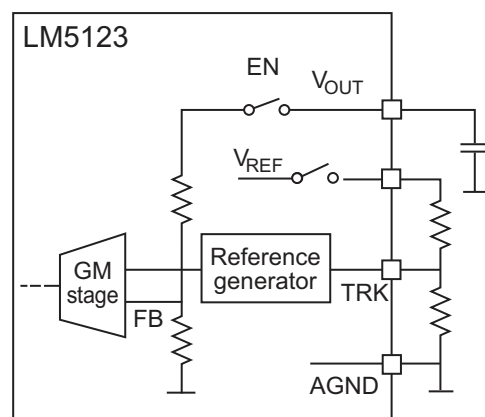 LM5123
EN
VOUT
VREF
Reference
generator
GM
stage
TRK
FB
AGND